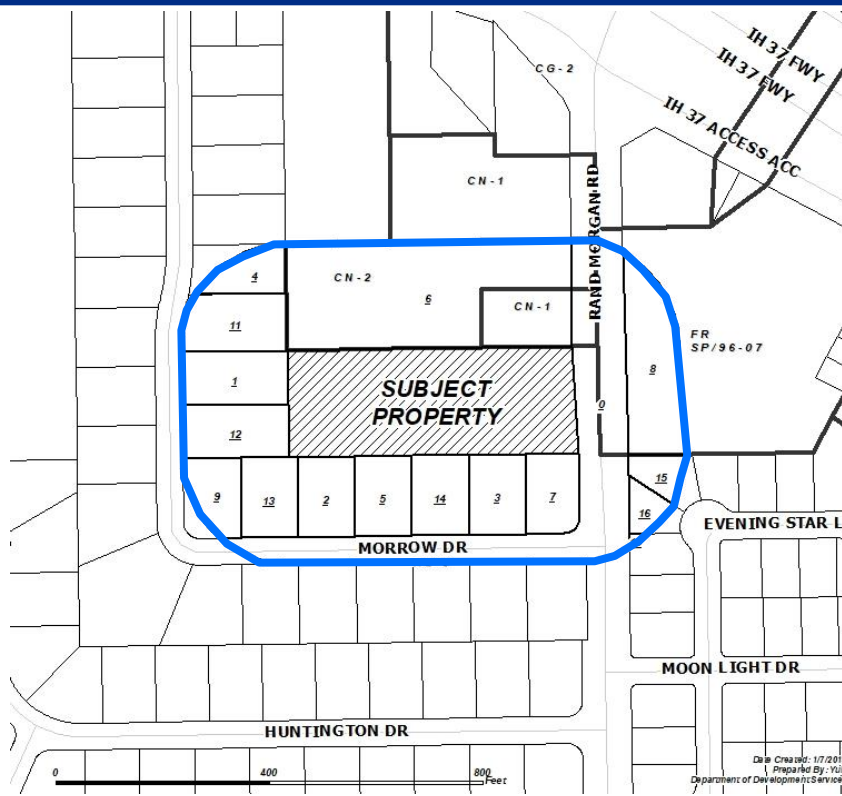 CG-2
IH 37 FWY
IH 37 FWY
IH 37 ACCESS ACC
CN-1
RAND MORGAN RD
4
CN-2
6
CN-1
11
FR
SP/96-07
8
1
SUBJECT
PROPERTY
0
12
9
13
2
5
14
3
7
15
16
EVENING STAR L
MORROW DR
MOON LIGHT DR
HUNTINGTON DR
0
400
800
Feet
Date Created: 1/7/201
Prepared By: Yu
Department of Development Service